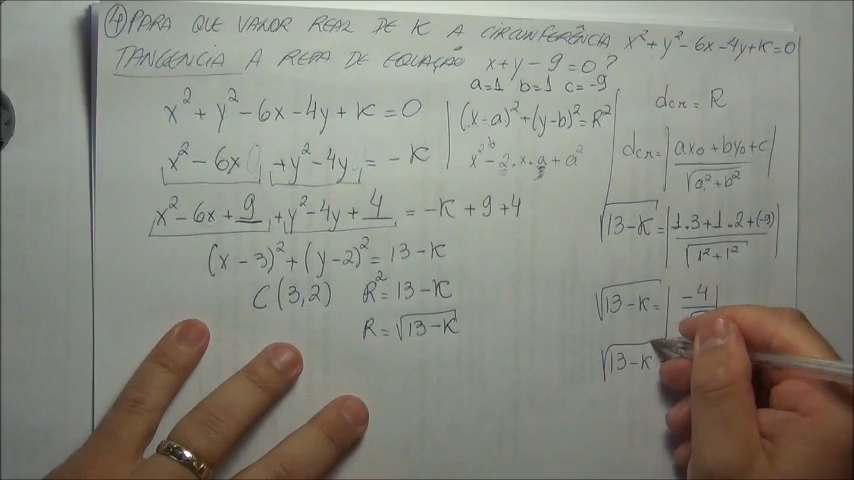 ④ PARA QUE VALOR REAL DE K A CIRCUNFERÊNCIA x² + y² - 6x - 4y + K = 0
TANGENCIA A RETA DE EQUAÇÃO x + y - 9 = 0 ?
a = 1 b = 1 c = -9
x² + y² - 6x - 4y + K = 0
x² - 6x + y² - 4y = -K
x² - 6x + 9 + y² - 4y + 4 = -K + 9 + 4
(x - 3)² + (y - 2)² = 13 - K
C (3, 2) R² = 13 - K
R = √(13 - K)
(x - a)² + (y - b)² = R²
x² - 2 . x . a + a²
dcr = R
dcr = |(ax₀ + by₀ + c) / √(a² + b²)|
√(13 - K) = |(1 . 3 + 1 . 2 + (-9)) / √(1² + 1²)|
√(13 - K) = | -4
√(13 - K)